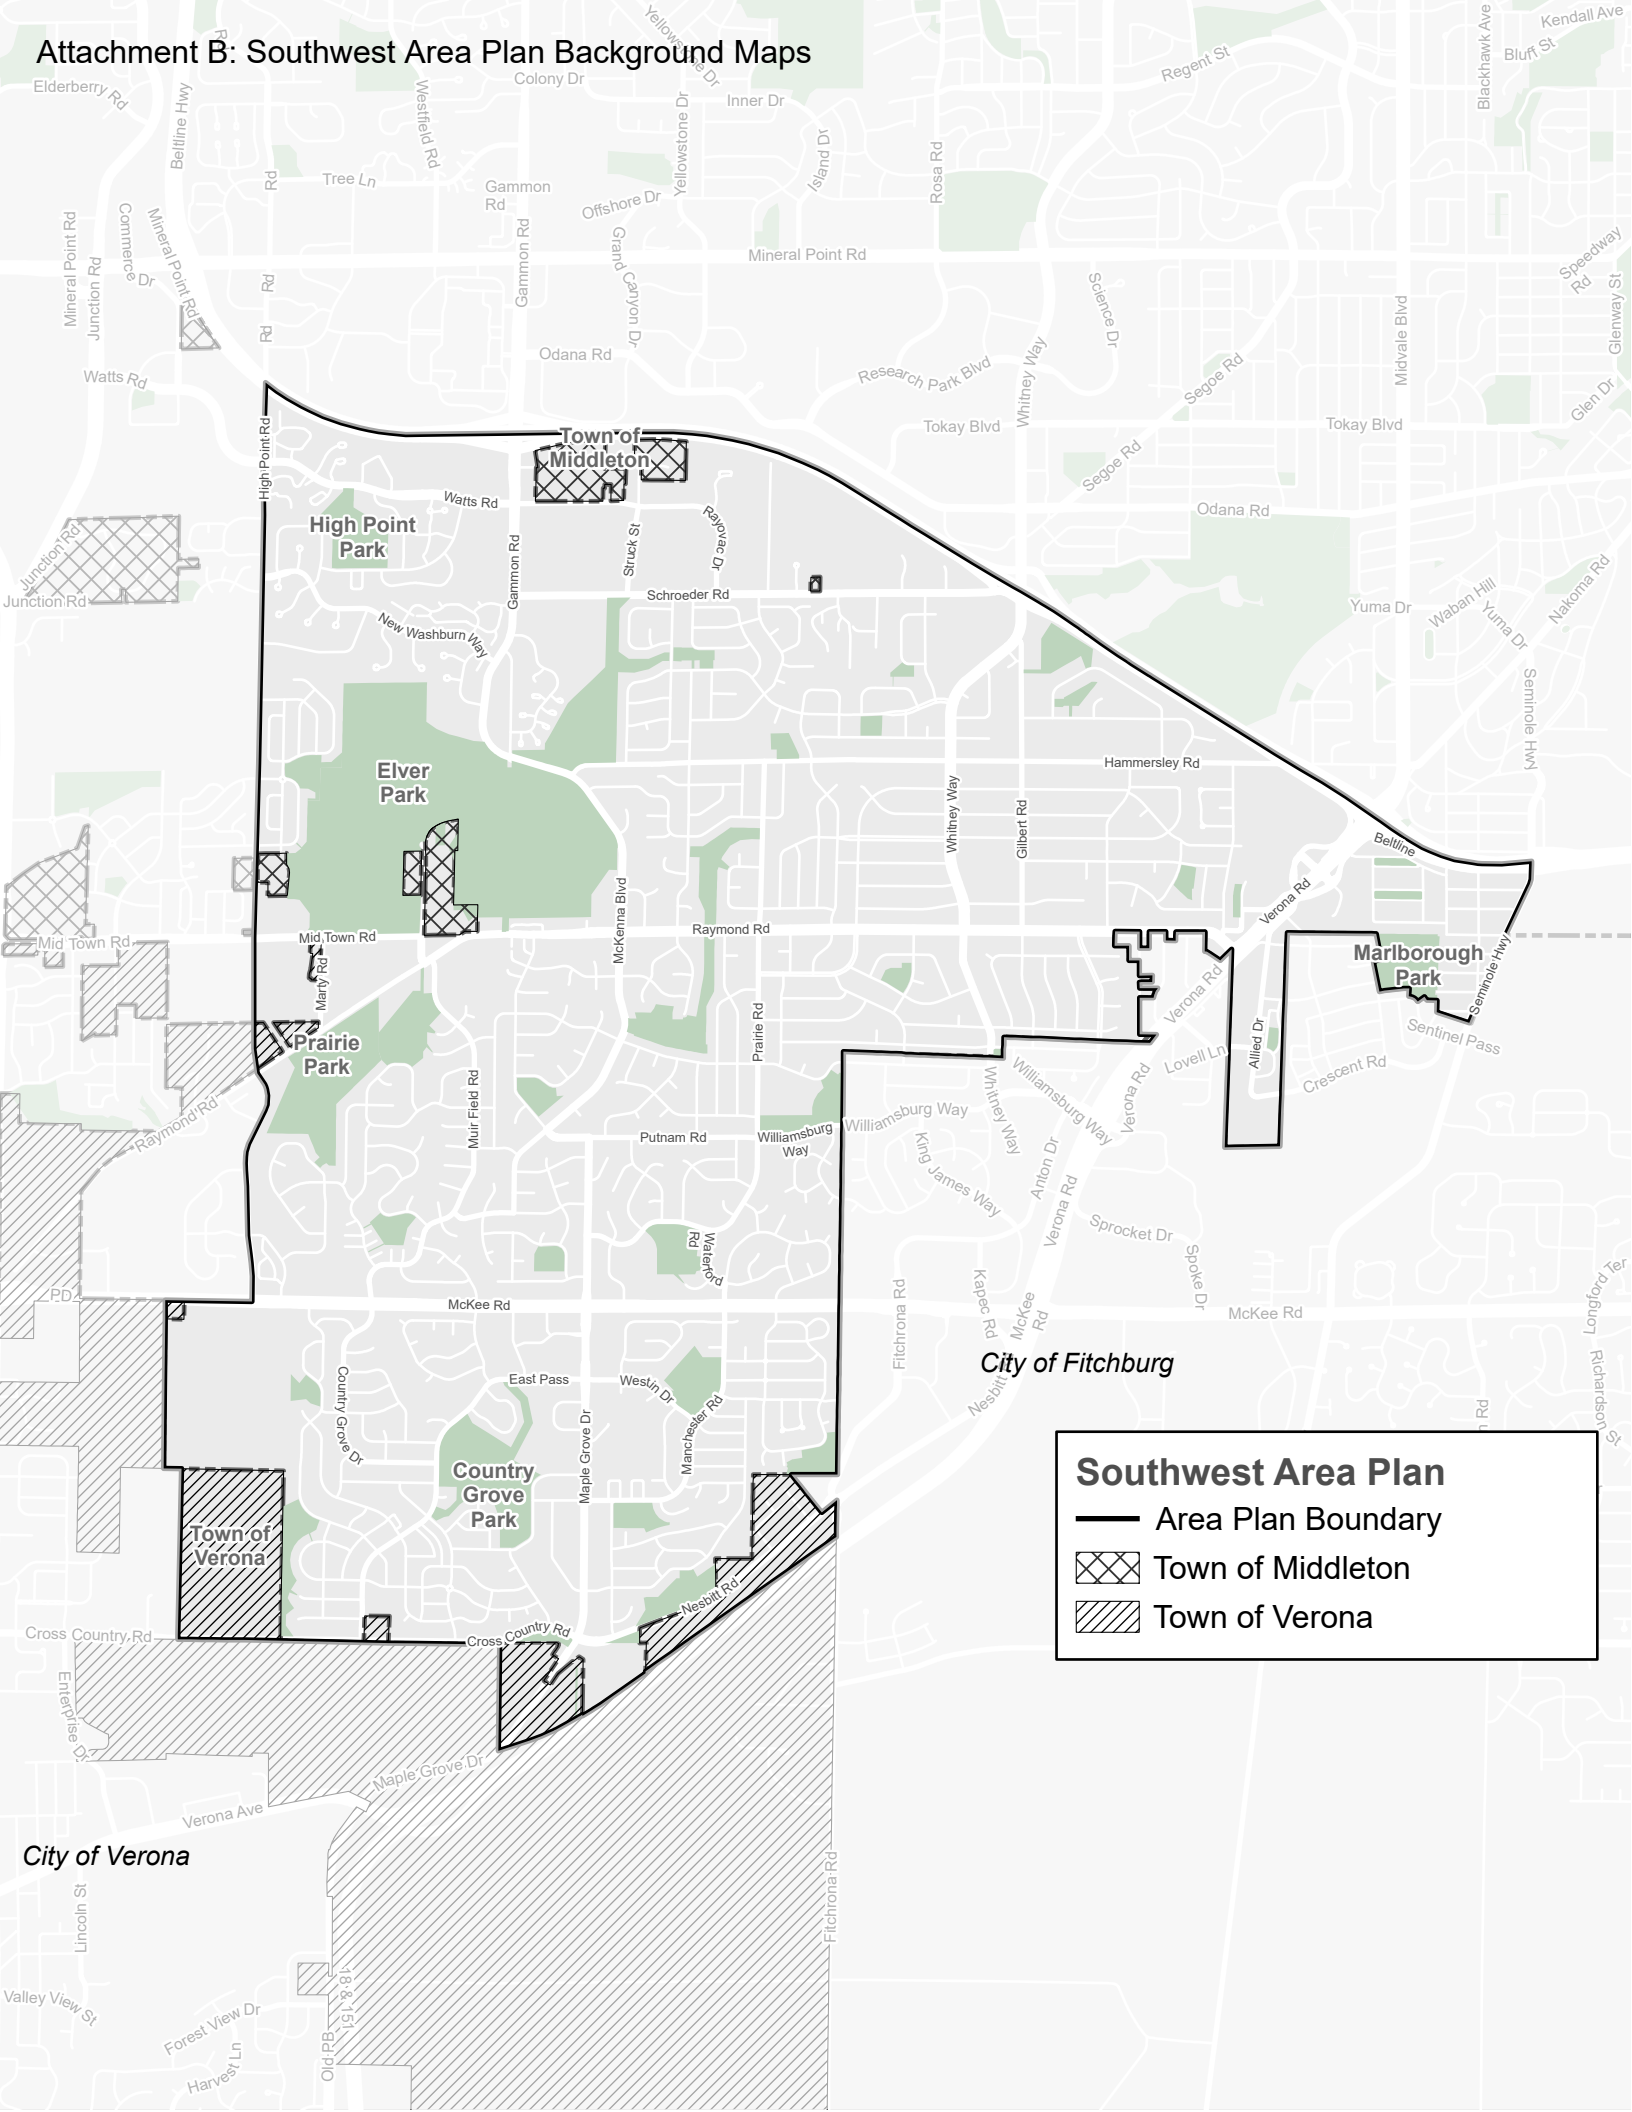 Attachment B: Southwest Area Plan Background Maps
Kendall Ave
Bluff St
Blackhawk Ave
Regent St
Yellowstone Dr
Colony Dr
Inner Dr
Elderberry Rd
Beltline Hwy
Westfield Rd
Yellowstone Dr
Island Dr
Rosa Rd
Rd
Tree Ln
Gammon
Rd
Offshore Dr
Mineral Point Rd
Commerce Dr
Mineral Point Rd
Junction Rd
Rd
Gammon Rd
Grand Canyon Dr
Mineral Point Rd
Science Dr
Speedway
Rd
Glenway St
Midvale Blvd
Rd
Odana Rd
Research Park Blvd
Whitney Way
Segoe Rd
Watts Rd
Glen Dr
Tokay Blvd
Tokay Blvd
High Point Rd
Town of
Middleton
Segoe Rd
Watts Rd
Odana Rd
High Point
Park
Rayovac Dr
Struck St
Gammon Rd
Junction Rd
Junction Rd
Schroeder Rd
Yuma Dr
Waban Hill
Yuma Dr
Nakoma Rd
New Washburn Way
Seminole Hwy
Elver
Park
Hammersley Rd
Whitney Way
Gilbert Rd
Beltline
McKenna Blvd
Verona Rd
Mid Town Rd
Mid Town Rd
Raymond Rd
Marlborough
Park
Seminole Hwy
Marty Rd
Verona Rd
Prairie Rd
Allied Dr
Sentinel Pass
Prairie
Park
Lovell Ln
Crescent Rd
Muir Field Rd
Whitney Way
Williamsburg Way
Verona Rd
Raymond Rd
Putnam Rd
Williamsburg
Way
Williamsburg Way
King James Way
Anton Dr
Verona Rd
Sprocket Dr
Spoke Dr
Waterford
Rd
Longford Ter
PD
McKee Rd
Fitchrona Rd
Kapec Rd
McKee
Rd
McKee Rd
City of Fitchburg
Richardson St
Country Grove Dr
East Pass
Westin Dr
Manchester Rd
Maple Grove Dr
Nesbitt
Rd
Country
Grove
Park
Southwest Area Plan
Area Plan Boundary
Town of Middleton
Town of Verona
Town of
Verona
Nesbitt Rd
Cross Country Rd
Cross Country Rd
Enterprise Dr
Maple Grove Dr
Verona Ave
City of Verona
Fitchrona Rd
Lincoln St
18 & 151
Valley View St
Forest View Dr
Old PB
Harvest Ln